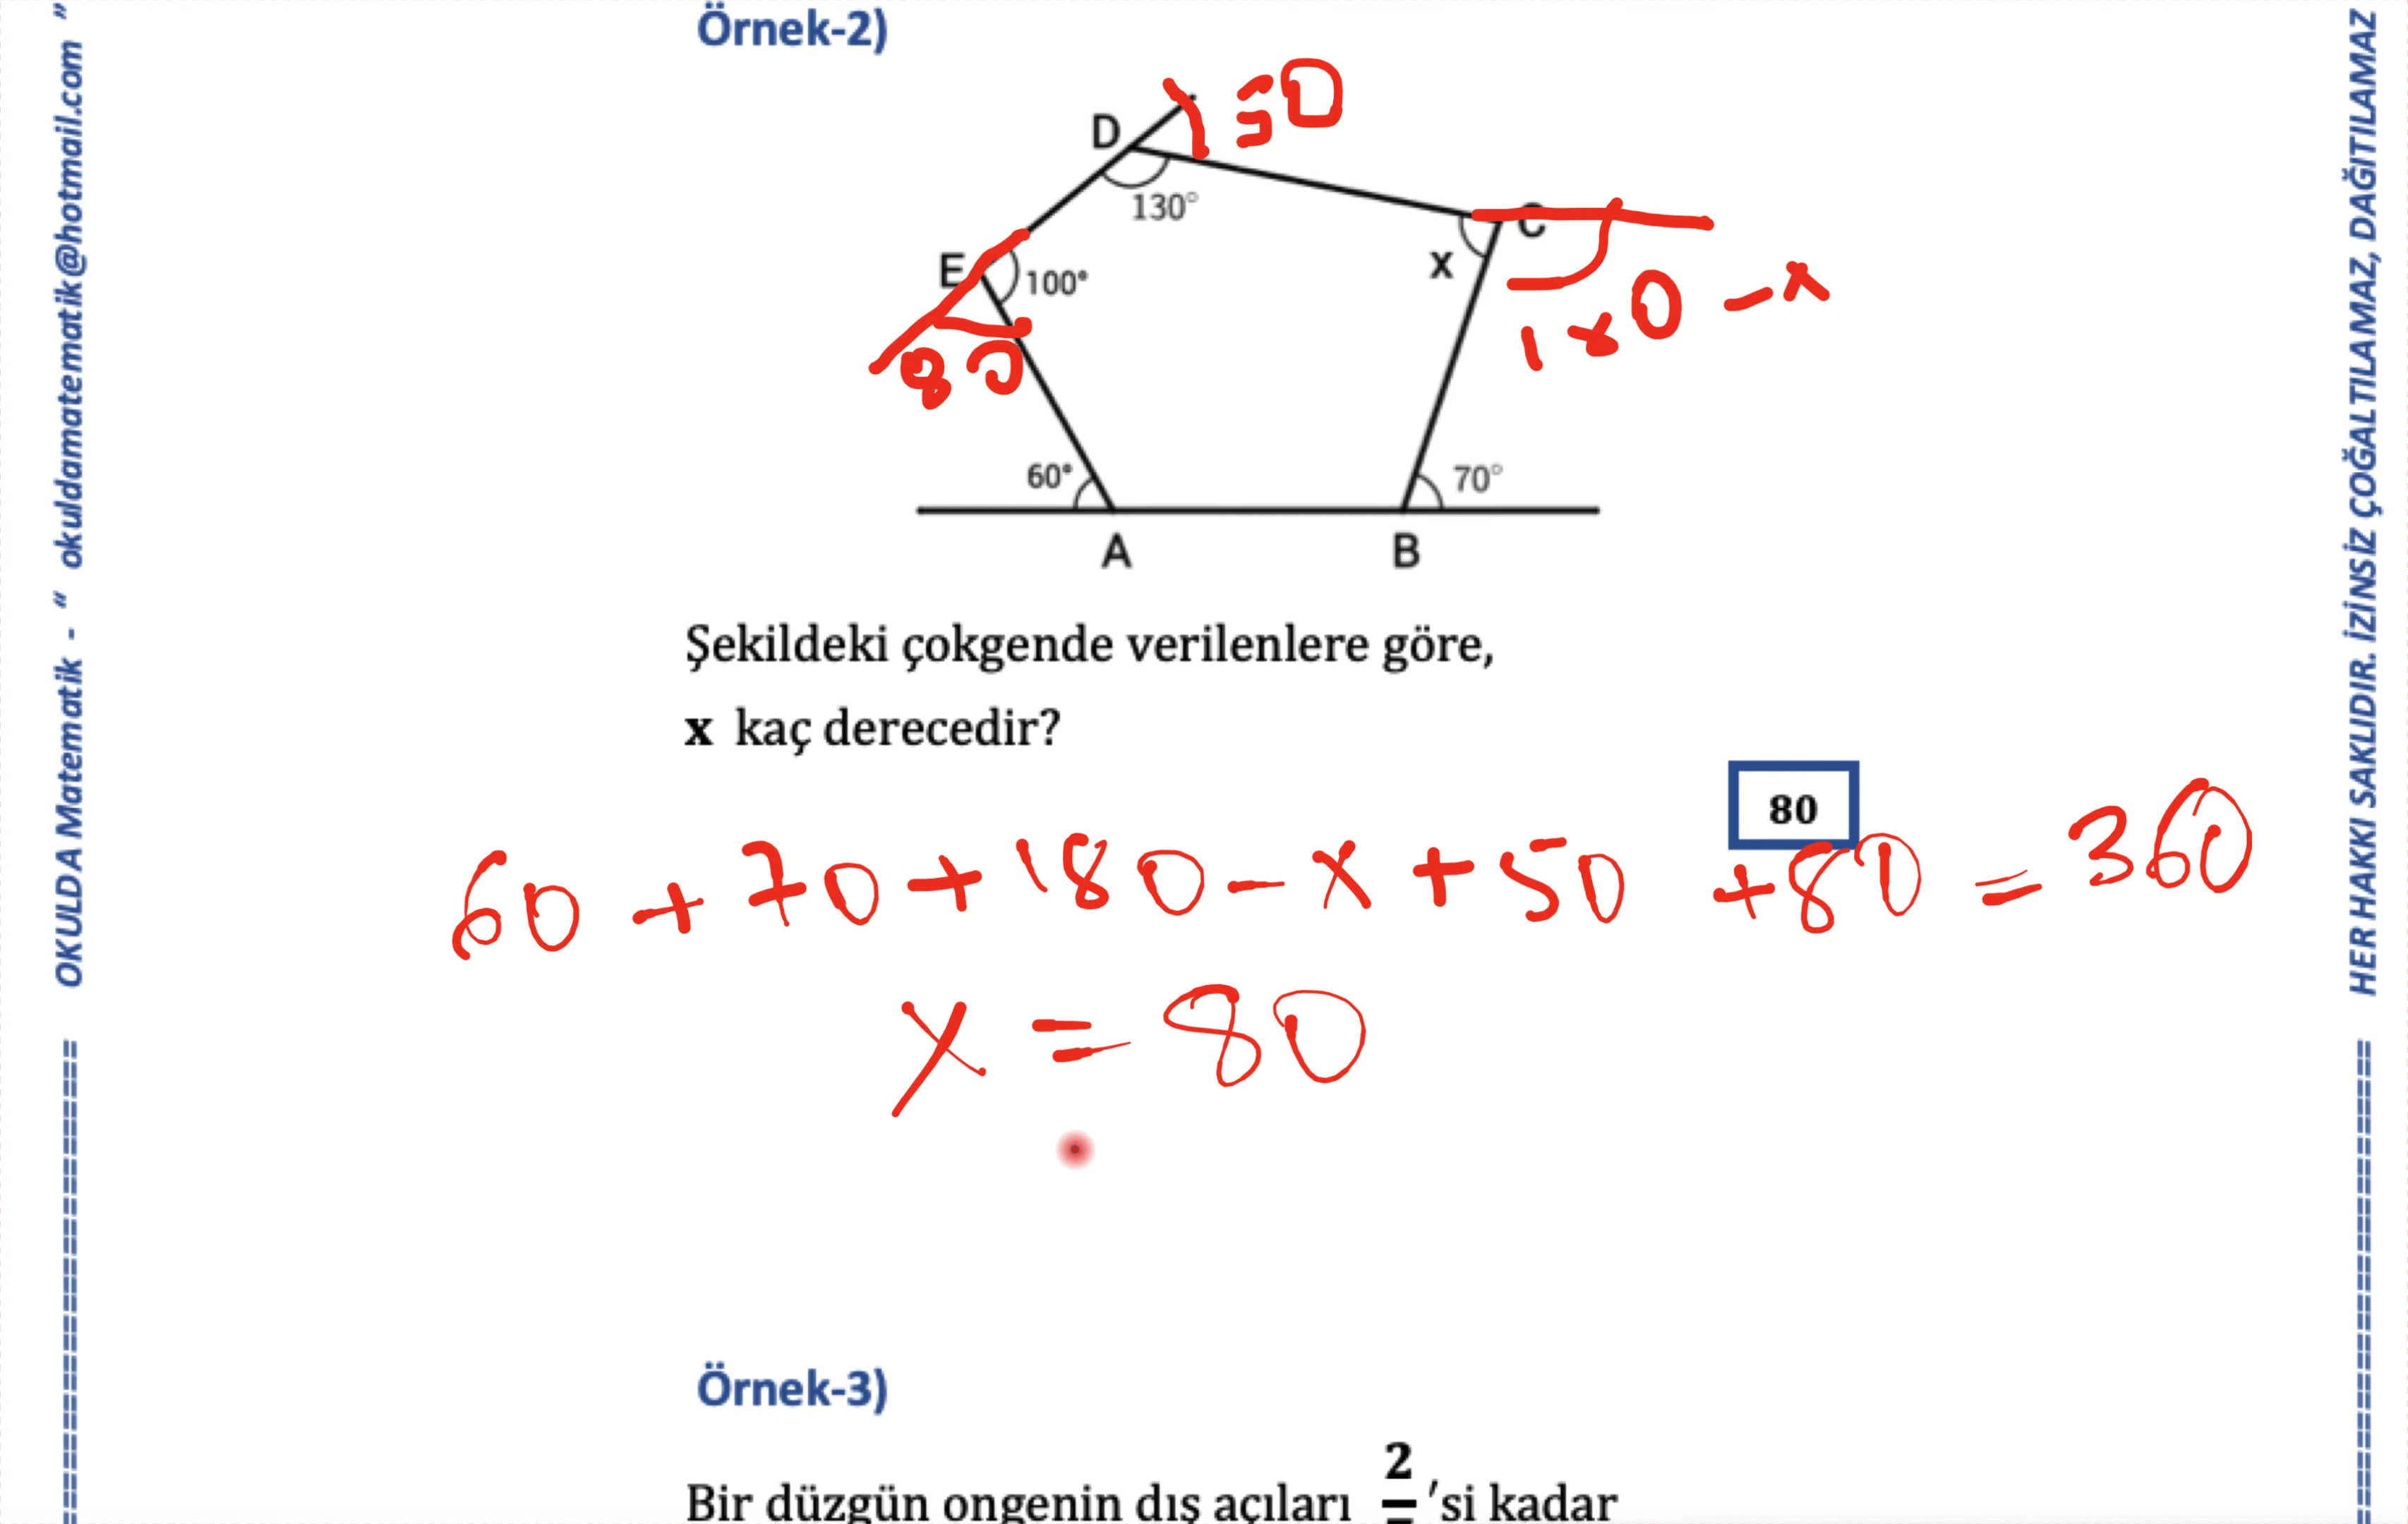 Örnek-2)
D
50
130°
C
E
100°
x
180 - x
80
60°
70°
A
B
Şekildeki çokgende verilenlere göre,
x kaç derecedir?
80
60 + 70 + 180 - x + 50 + 80 = 360
x = 80
Örnek-3)
Bir düzgün ongenin dış açıları 2 'si kadar
OKULDA Matematik - " okuldamatematik@hotmail.com "
HER HAKKI SAKLIDIR. İZİNSİZ ÇOĞALTILAMAZ, DAĞITILAMAZ